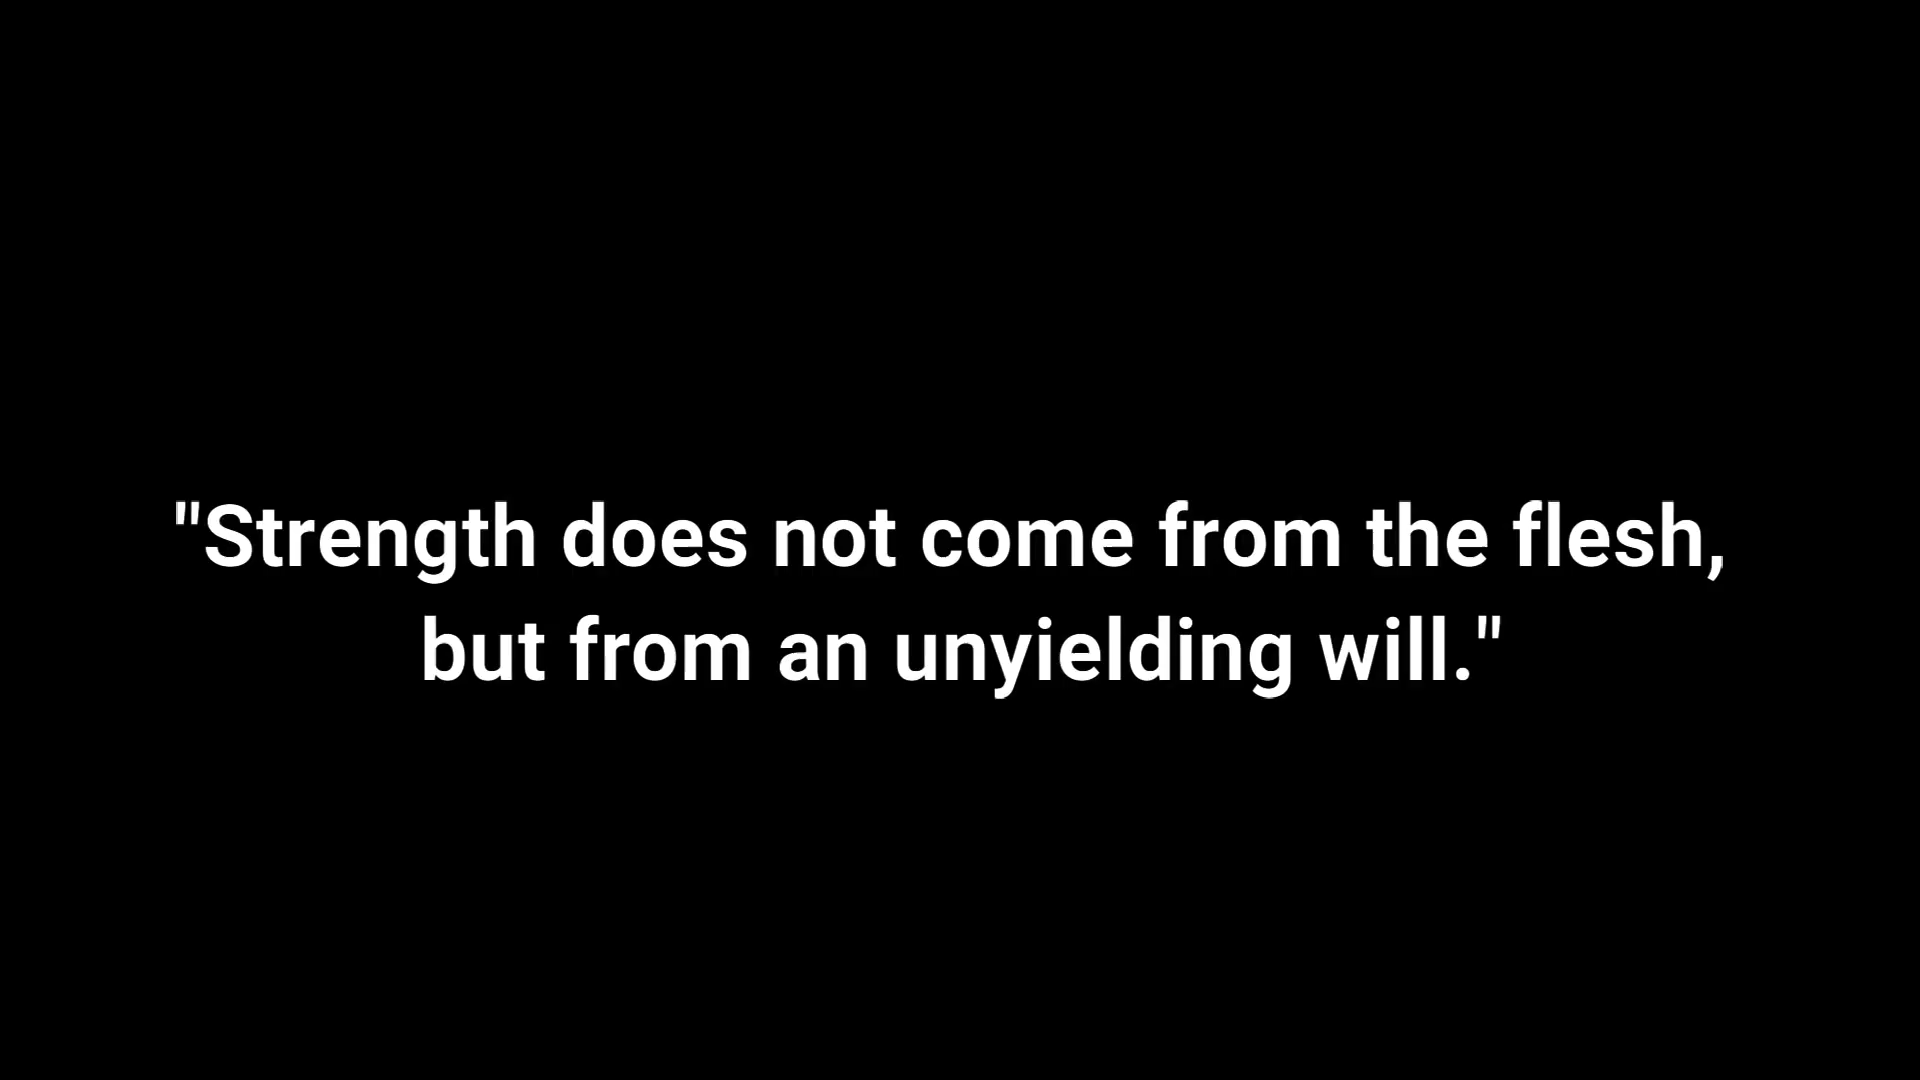 "Strength does not come from the flesh,
but from an unyielding will."